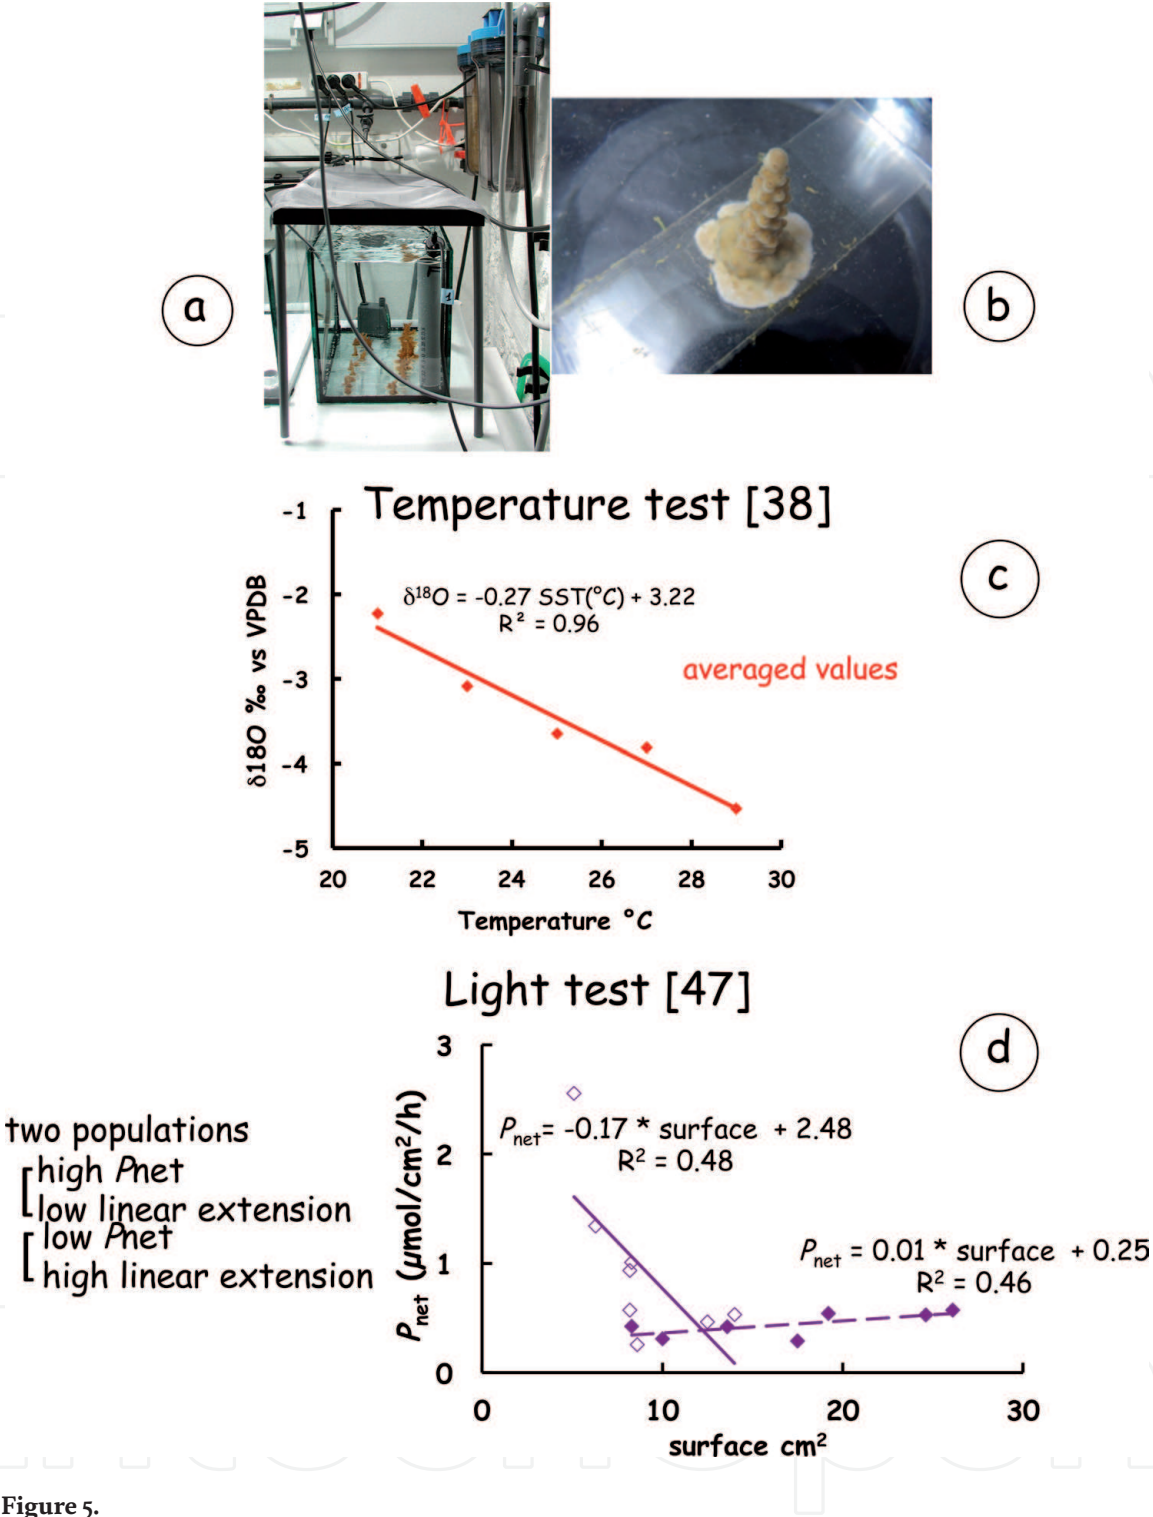 a
b
Temperature test [38]
c
-1
-2
-3
-4
-5
δ18O ‰ vs VPDB
δ¹⁸O = -0.27 SST(°C) + 3.22
R² = 0.96
averaged values
20 22 24 26 28 30
Temperature °C
Light test [47]
d
3
2
1
0
Pnet (µmol/cm²/h)
Pnet= -0.17 * surface + 2.48
R² = 0.48
Pnet = 0.01 * surface + 0.25
R² = 0.46
two populations
high Pnet
low linear extension
low Pnet
high linear extension
0 10 20 30
surface cm²
Figure 5.